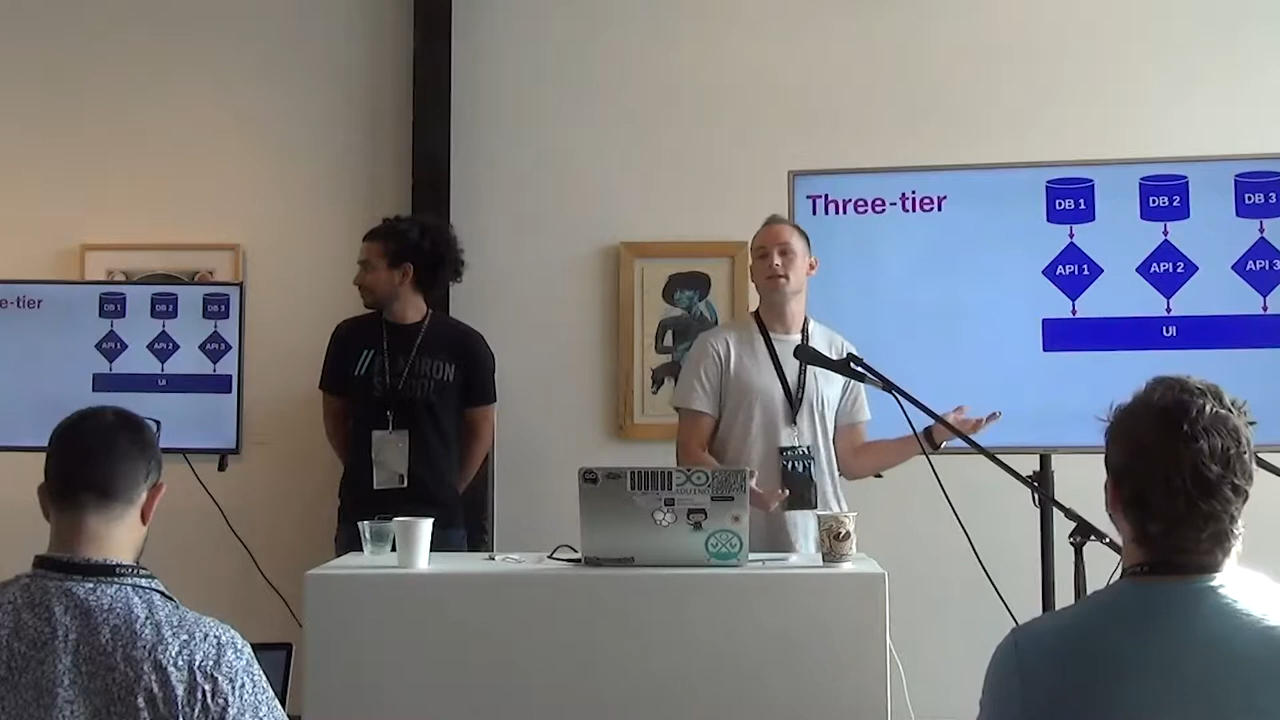 Three-tier
DB 1
DB 2
DB 3
API 1
API 2
API 3
UI
e-tier
DB 1
DB 2
DB 3
API 1
API 2
API 3
UI
//
ARDUINO